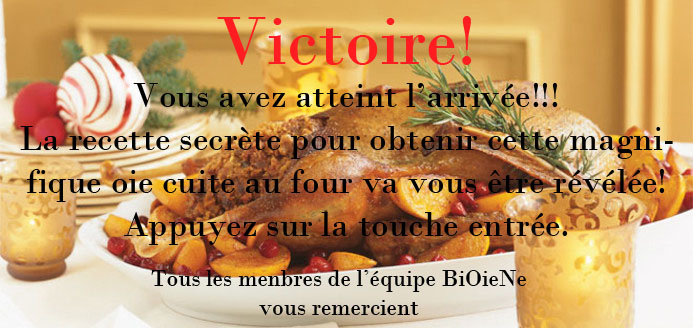 Victoire!
Vous avez atteint l'arrivée!!!
La recette secrète pour obtenir cette magni-
fique oie cuite au four va vous être révélée!
Appuyez sur la touche entrée.
Tous les menbres de l'équipe BiOieNe
vous remercient